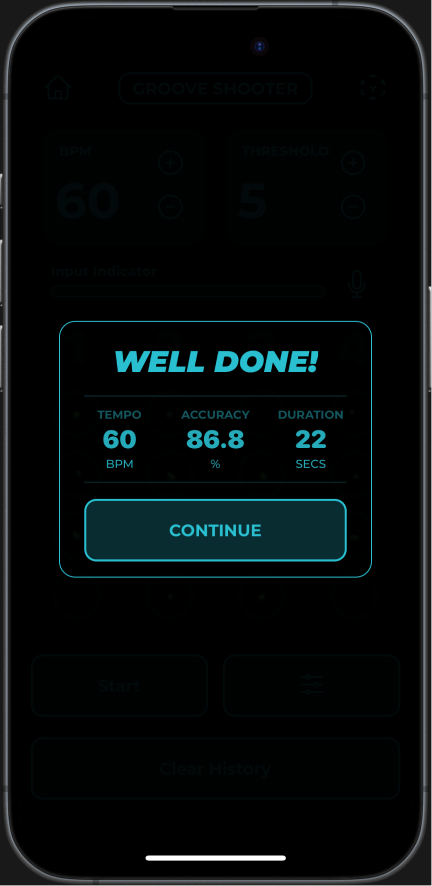 GROOVE SHOOTER
BPM
THRESHOLD
60
5
Input Indicator
WELL DONE!
TEMPO ACCURACY DURATION
60 86.8 22
BPM % SECS
CONTINUE
Start
Clear History